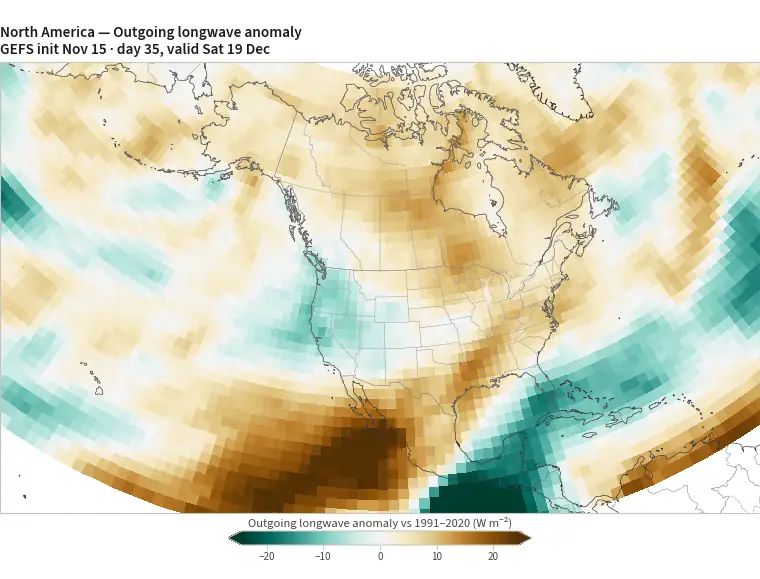 North America — Outgoing longwave anomaly
GEFS init Nov 15 · day 35, valid Sat 19 Dec
Outgoing longwave anomaly vs 1991–2020 (W m⁻²)
−20 −10 0 10 20